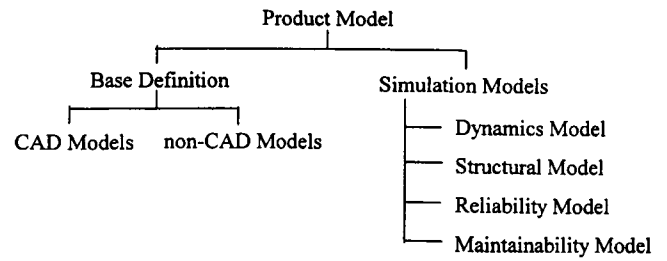 Product Model
Base Definition
Simulation Models
CAD Models non-CAD Models
Dynamics Model
Structural Model
Reliability Model
Maintainability Model